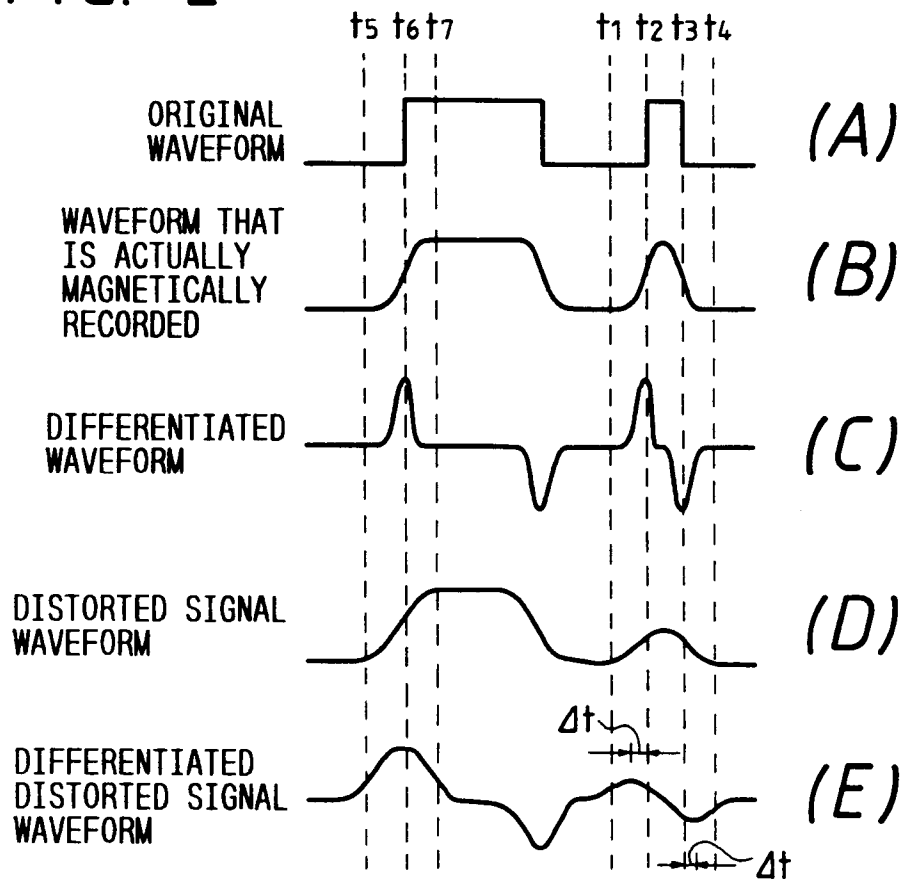 t5 t6 t7 t1 t2 t3 t4
ORIGINAL
WAVEFORM
(A)
WAVEFORM THAT
IS ACTUALLY
MAGNETICALLY
RECORDED
(B)
DIFFERENTIATED
WAVEFORM
(C)
DISTORTED SIGNAL
WAVEFORM
(D)
Δt
DIFFERENTIATED
DISTORTED SIGNAL
WAVEFORM
(E)
Δt